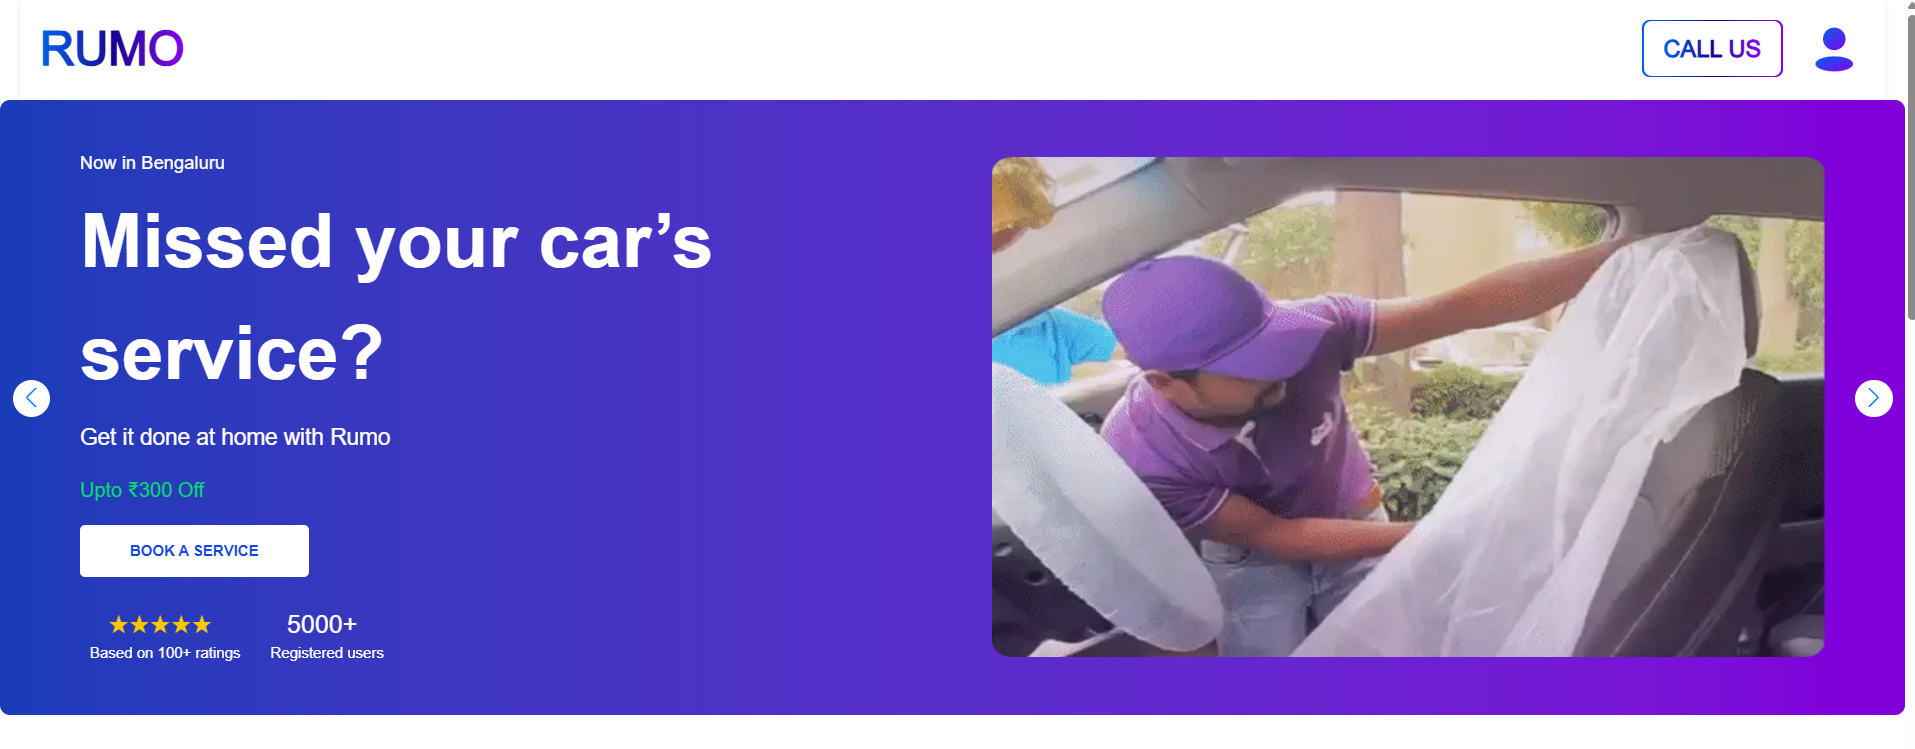 RUMO
CALL US
Now in Bengaluru
Missed your car’s
service?
Get it done at home with Rumo
Upto ₹300 Off
BOOK A SERVICE
5000+
Based on 100+ ratings
Registered users